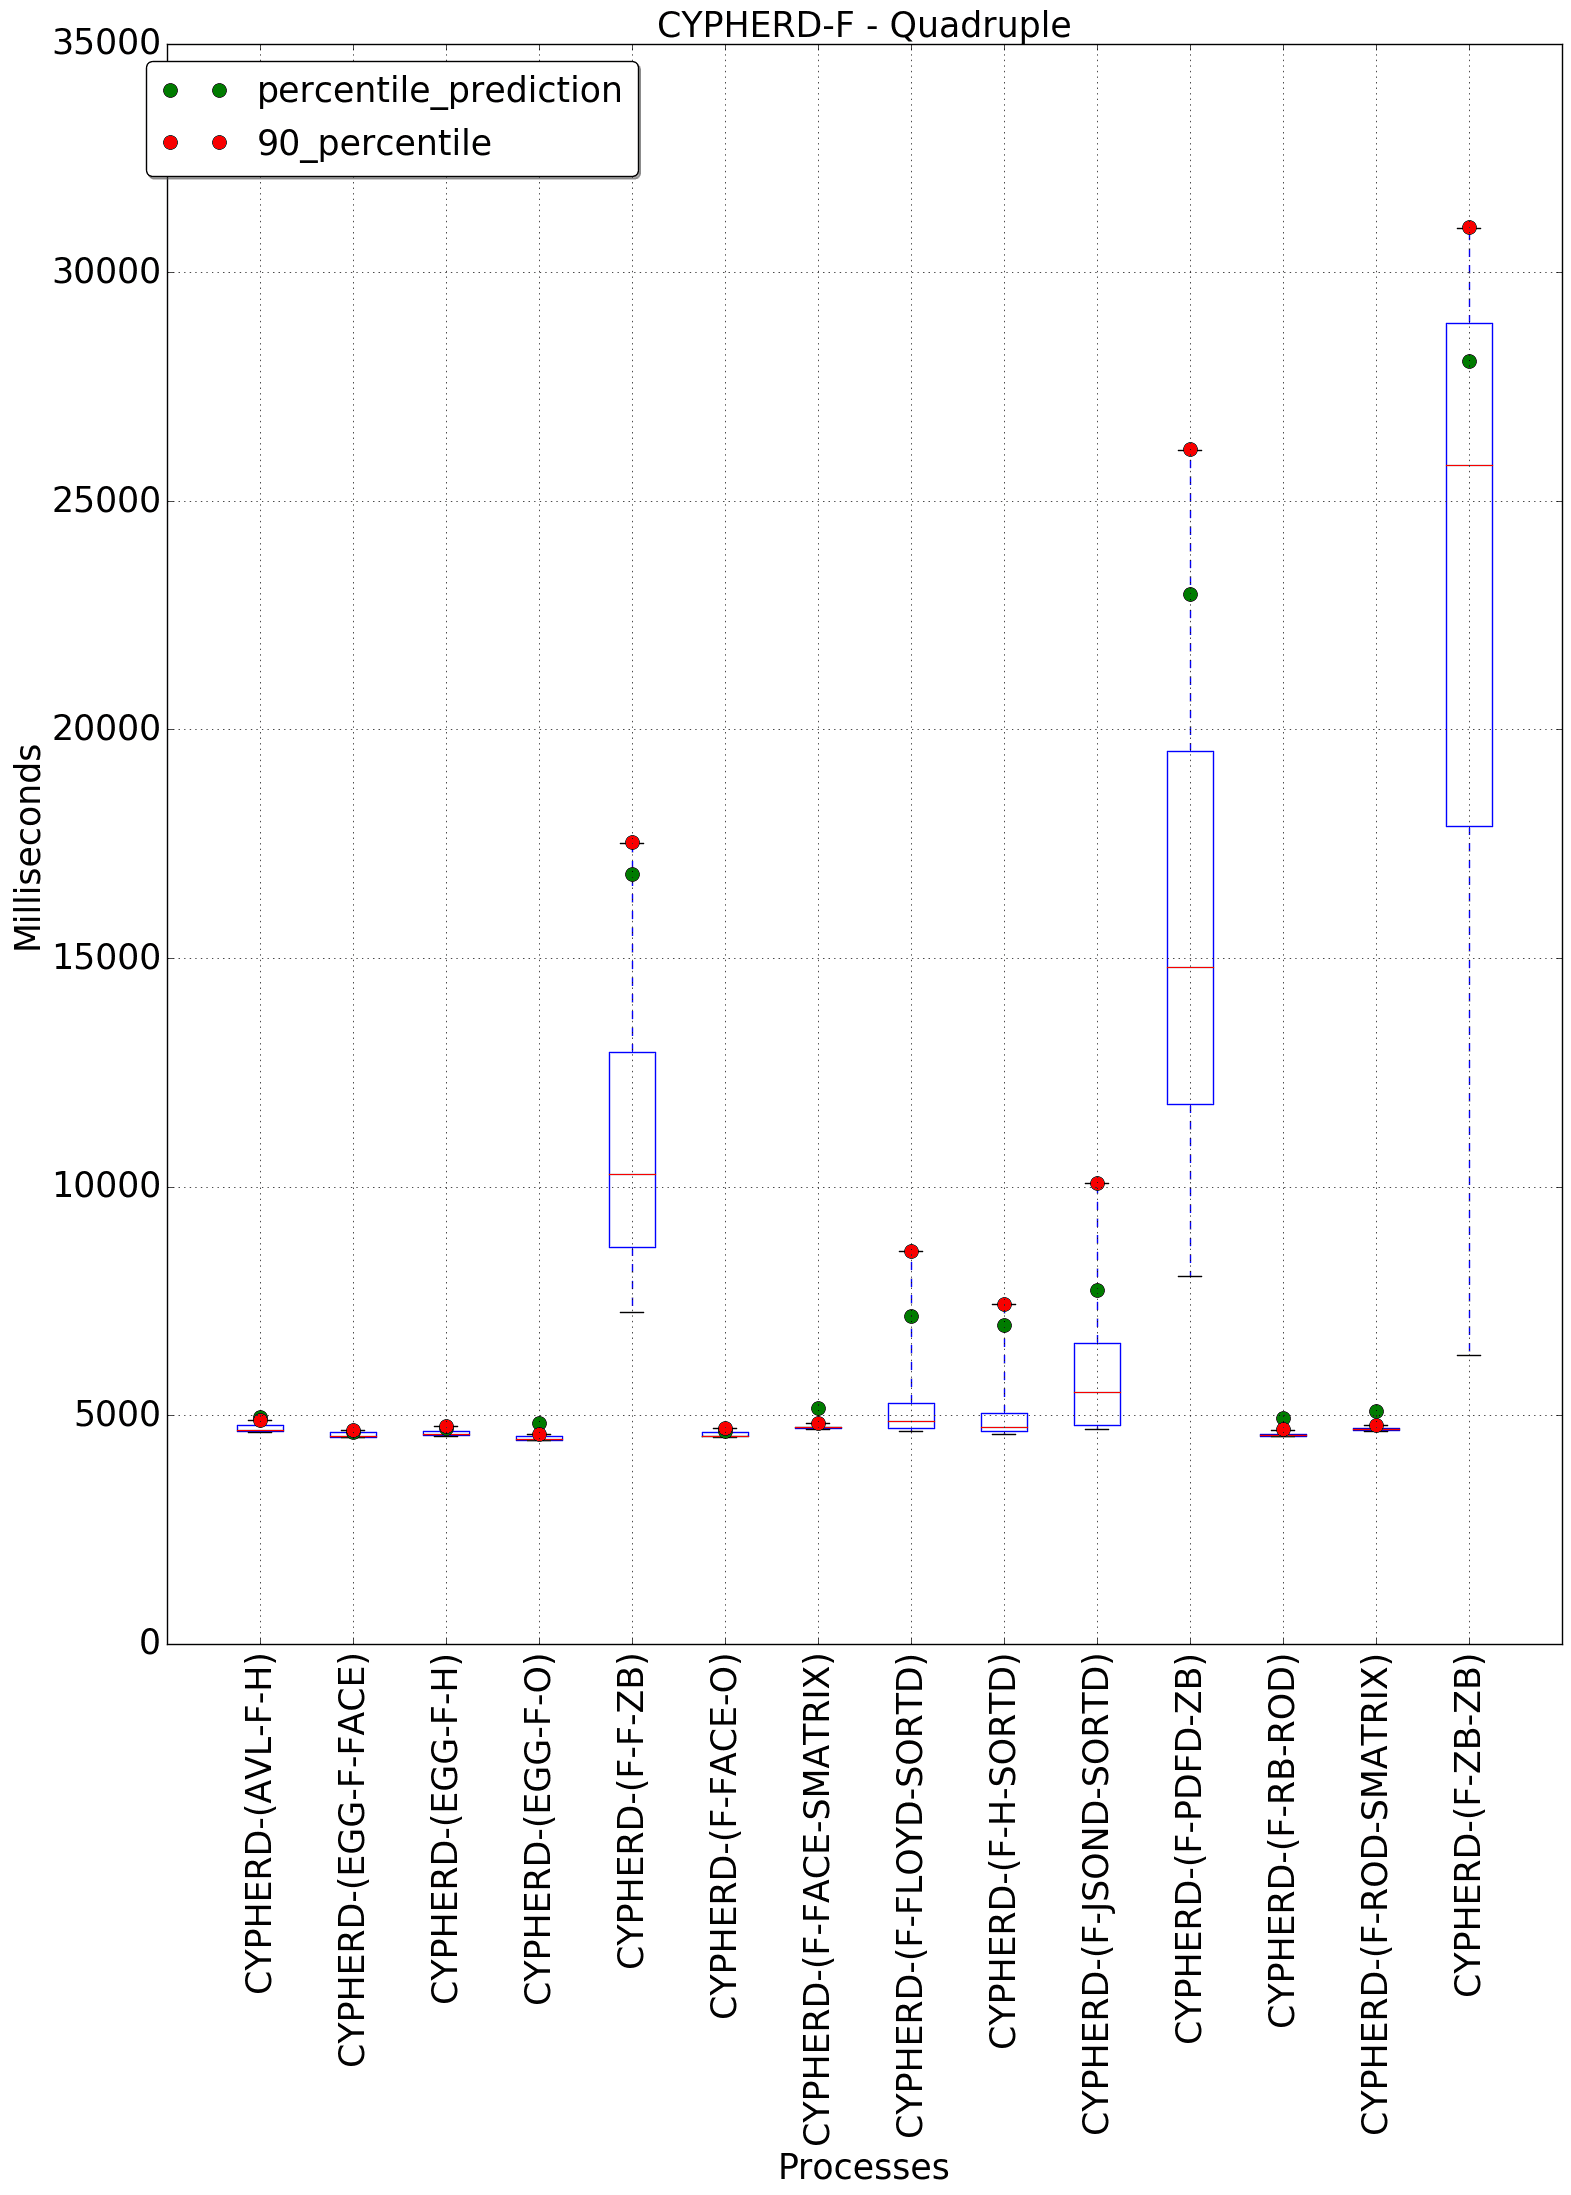 CYPHERD-F - Quadruple
percentile_prediction
90_percentile
35000
30000
25000
20000
15000
10000
5000
0
Milliseconds
CYPHERD-(AVL-F-H)
CYPHERD-(EGG-F-FACE)
CYPHERD-(EGG-F-H)
CYPHERD-(EGG-F-O)
CYPHERD-(F-F-ZB)
CYPHERD-(F-FACE-O)
CYPHERD-(F-FACE-SMATRIX)
CYPHERD-(F-FLOYD-SORTD)
CYPHERD-(F-H-SORTD)
CYPHERD-(F-JSOND-SORTD)
CYPHERD-(F-PDFD-ZB)
CYPHERD-(F-RB-ROD)
CYPHERD-(F-ROD-SMATRIX)
CYPHERD-(F-ZB-ZB)
Processes